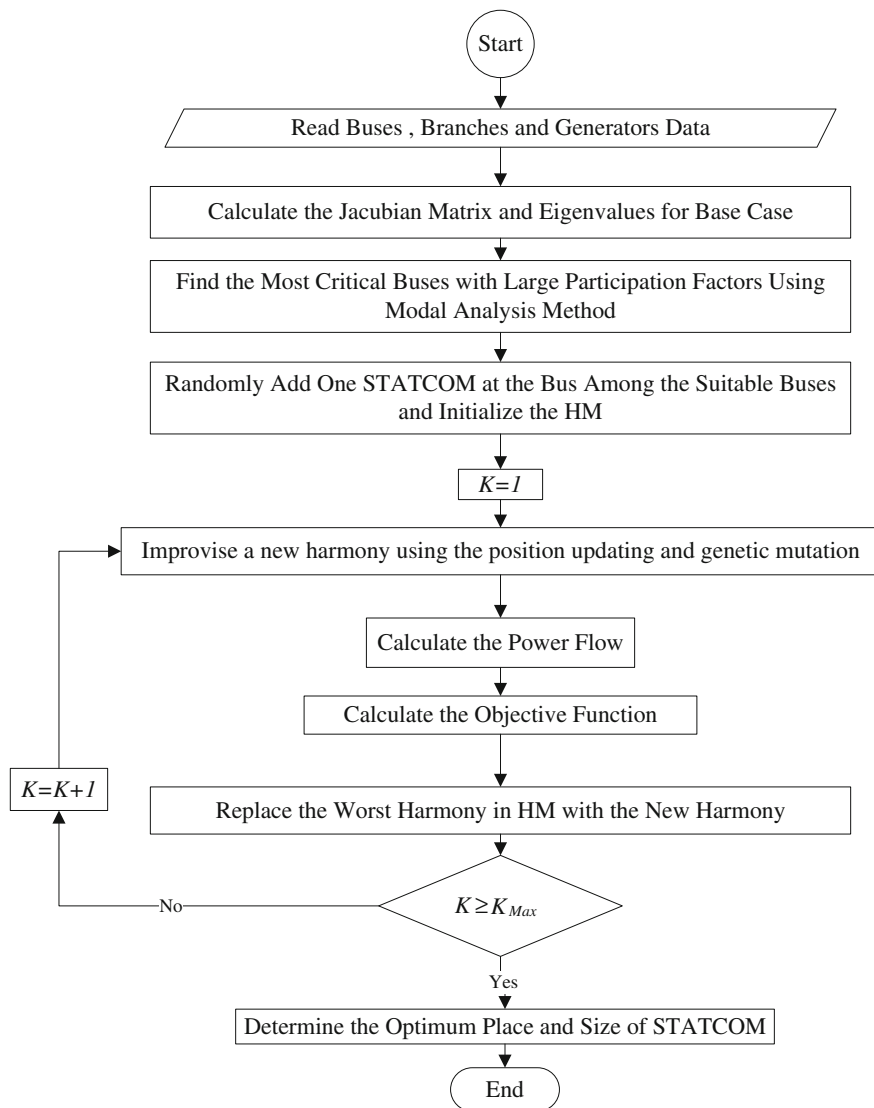 Start
Read Buses , Branches and Generators Data
Calculate the Jacubian Matrix and Eigenvalues for Base Case
Find the Most Critical Buses with Large Participation Factors Using
Modal Analysis Method
Randomly Add One STATCOM at the Bus Among the Suitable Buses
and Initialize the HM
K=1
Improvise a new harmony using the position updating and genetic mutation
Calculate the Power Flow
Calculate the Objective Function
K=K+1
Replace the Worst Harmony in HM with the New Harmony
No
K ≥ K Max
Yes
Determine the Optimum Place and Size of STATCOM
End